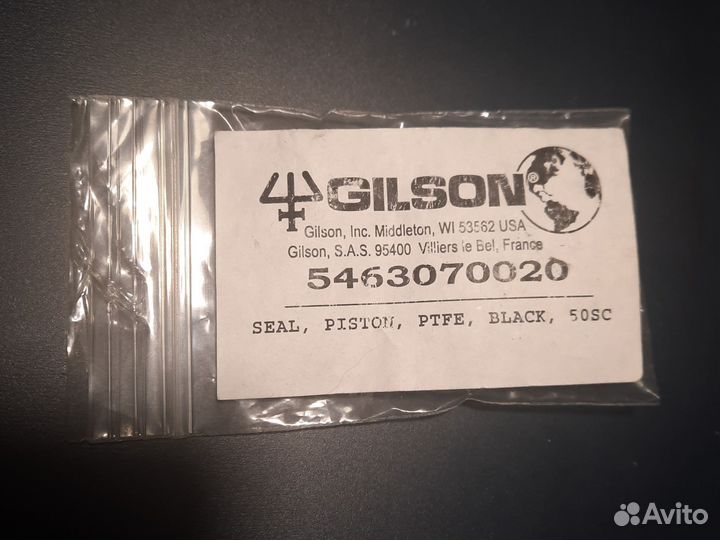 GILSON®
Gilson, Inc. Middleton, WI 53562 USA
Gilson, S.A.S. 95400 Villiers le Bel, France
5463070020
SEAL, PISTON, PTFE, BLACK, 50SC
Avito